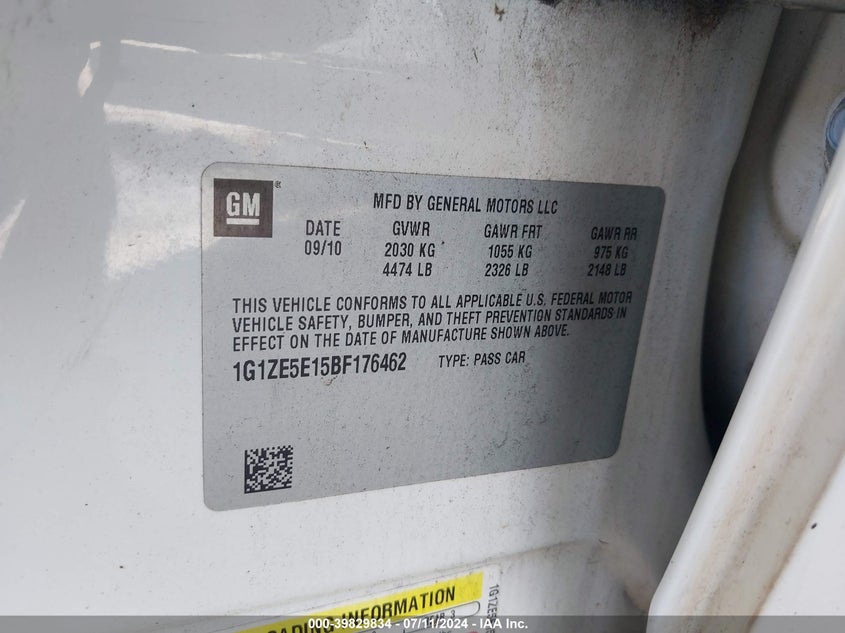 GM ®
MFD BY GENERAL MOTORS LLC
DATE GVWR GAWR FRT GAWR RR
09/10 2030 KG 1055 KG 975 KG
4474 LB 2326 LB 2148 LB
THIS VEHICLE CONFORMS TO ALL APPLICABLE U.S. FEDERAL MOTOR
VEHICLE SAFETY, BUMPER, AND THEFT PREVENTION STANDARDS IN
EFFECT ON THE DATE OF MANUFACTURE SHOWN ABOVE.
1G1ZE5E15BF176462 TYPE: PASS CAR
INFORMATION
000-39829834 - 07/11/2024 - IAA Inc.